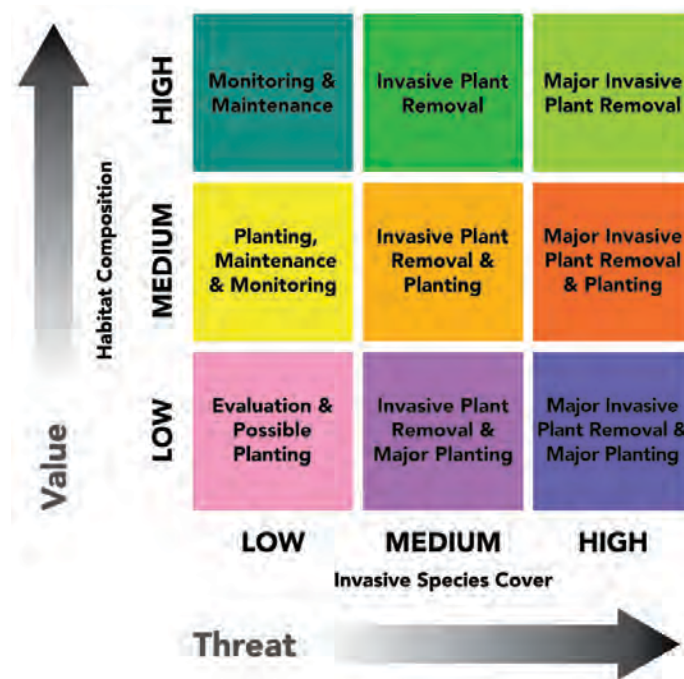 HIGH
Monitoring &
Maintenance
Invasive Plant
Removal
Major Invasive
Plant Removal
Habitat Composition
MEDIUM
Planting,
Maintenance
& Monitoring
Invasive Plant
Removal &
Planting
Major Invasive
Plant Removal
& Planting
Value
LOW
Evaluation &
Possible
Planting
Invasive Plant
Removal &
Major Planting
Major Invasive
Plant Removal &
Major Planting
LOW
MEDIUM
HIGH
Invasive Species Cover
Threat